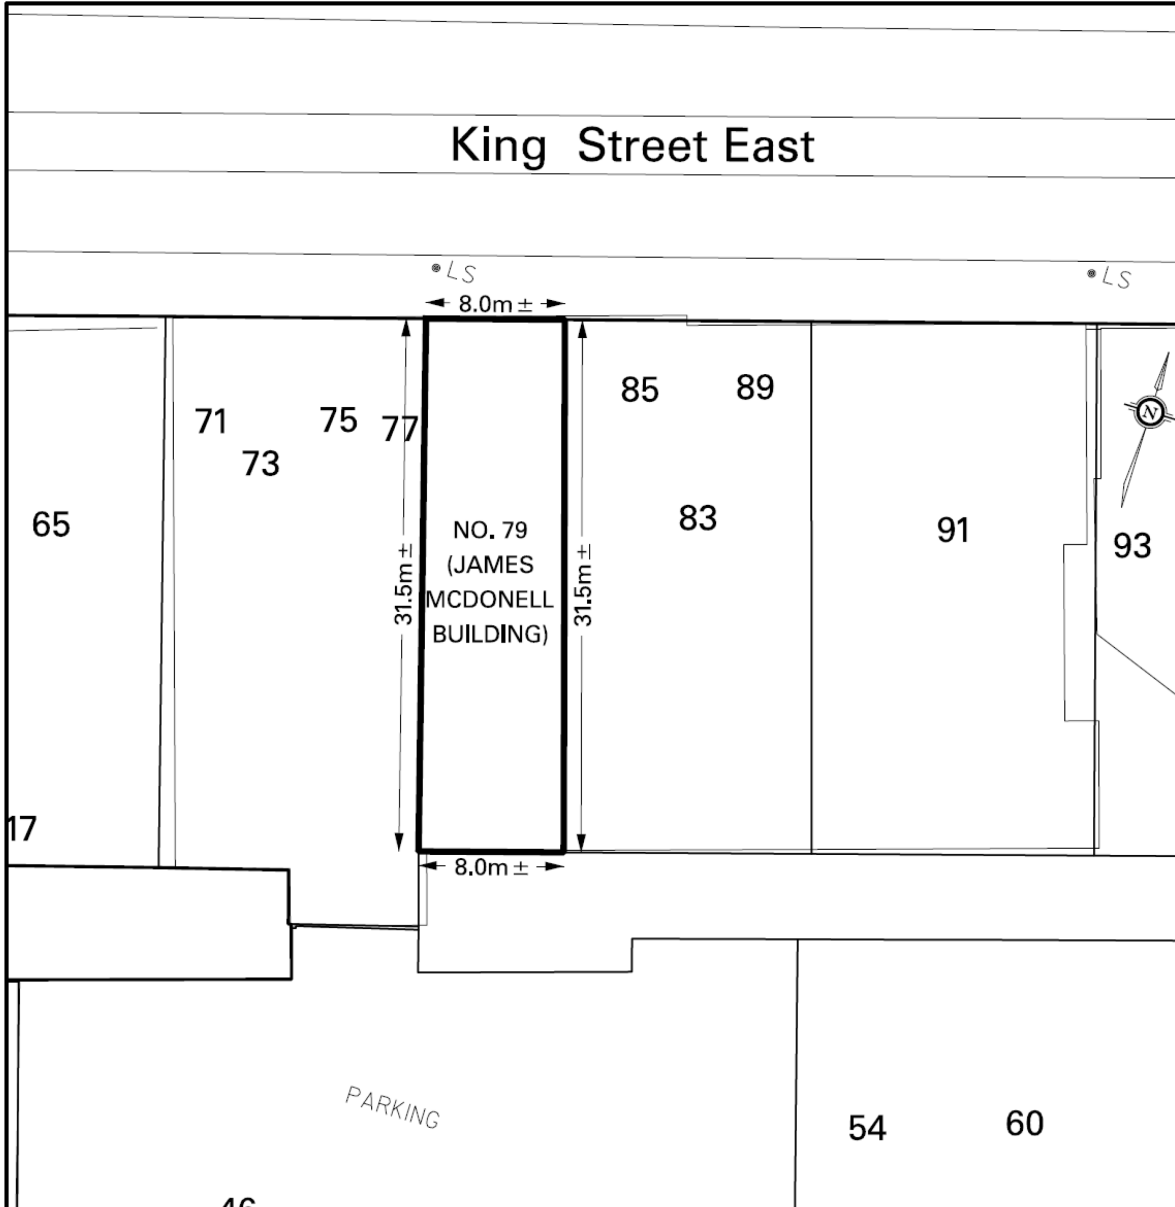 King Street East
LS
LS
8.0m ±
71
75
77
73
85
89
N
65
83
91
93
NO. 79
(JAMES
MCDONELL
BUILDING)
31.5m ±
31.5m ±
17
8.0m ±
PARKING
54
60
46